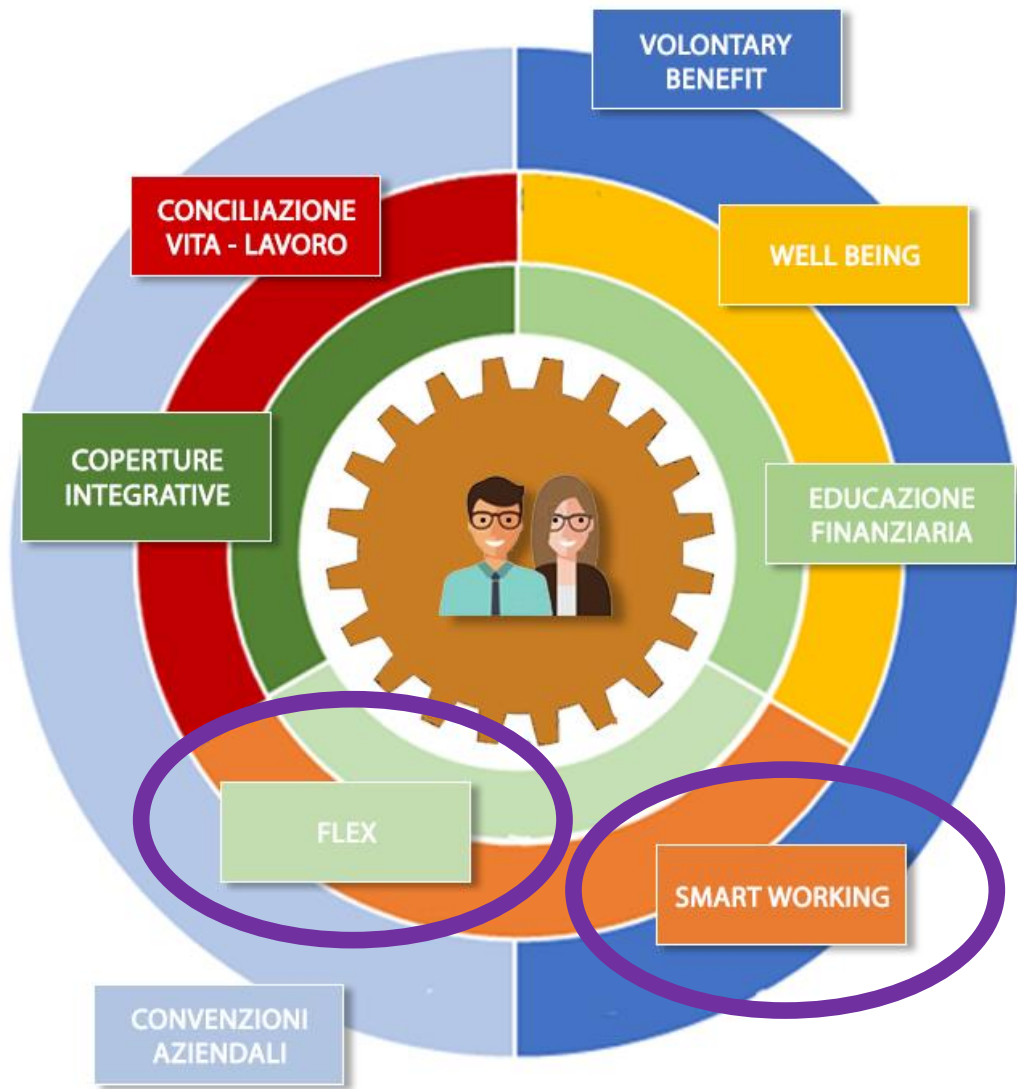 VOLONTARY
BENEFIT
CONCILIAZIONE
VITA - LAVORO
WELL BEING
COPERTURE
INTEGRATIVE
EDUCAZIONE
FINANZIARIA
FLEX
SMART WORKING
CONVENZIONI
AZIENDALI